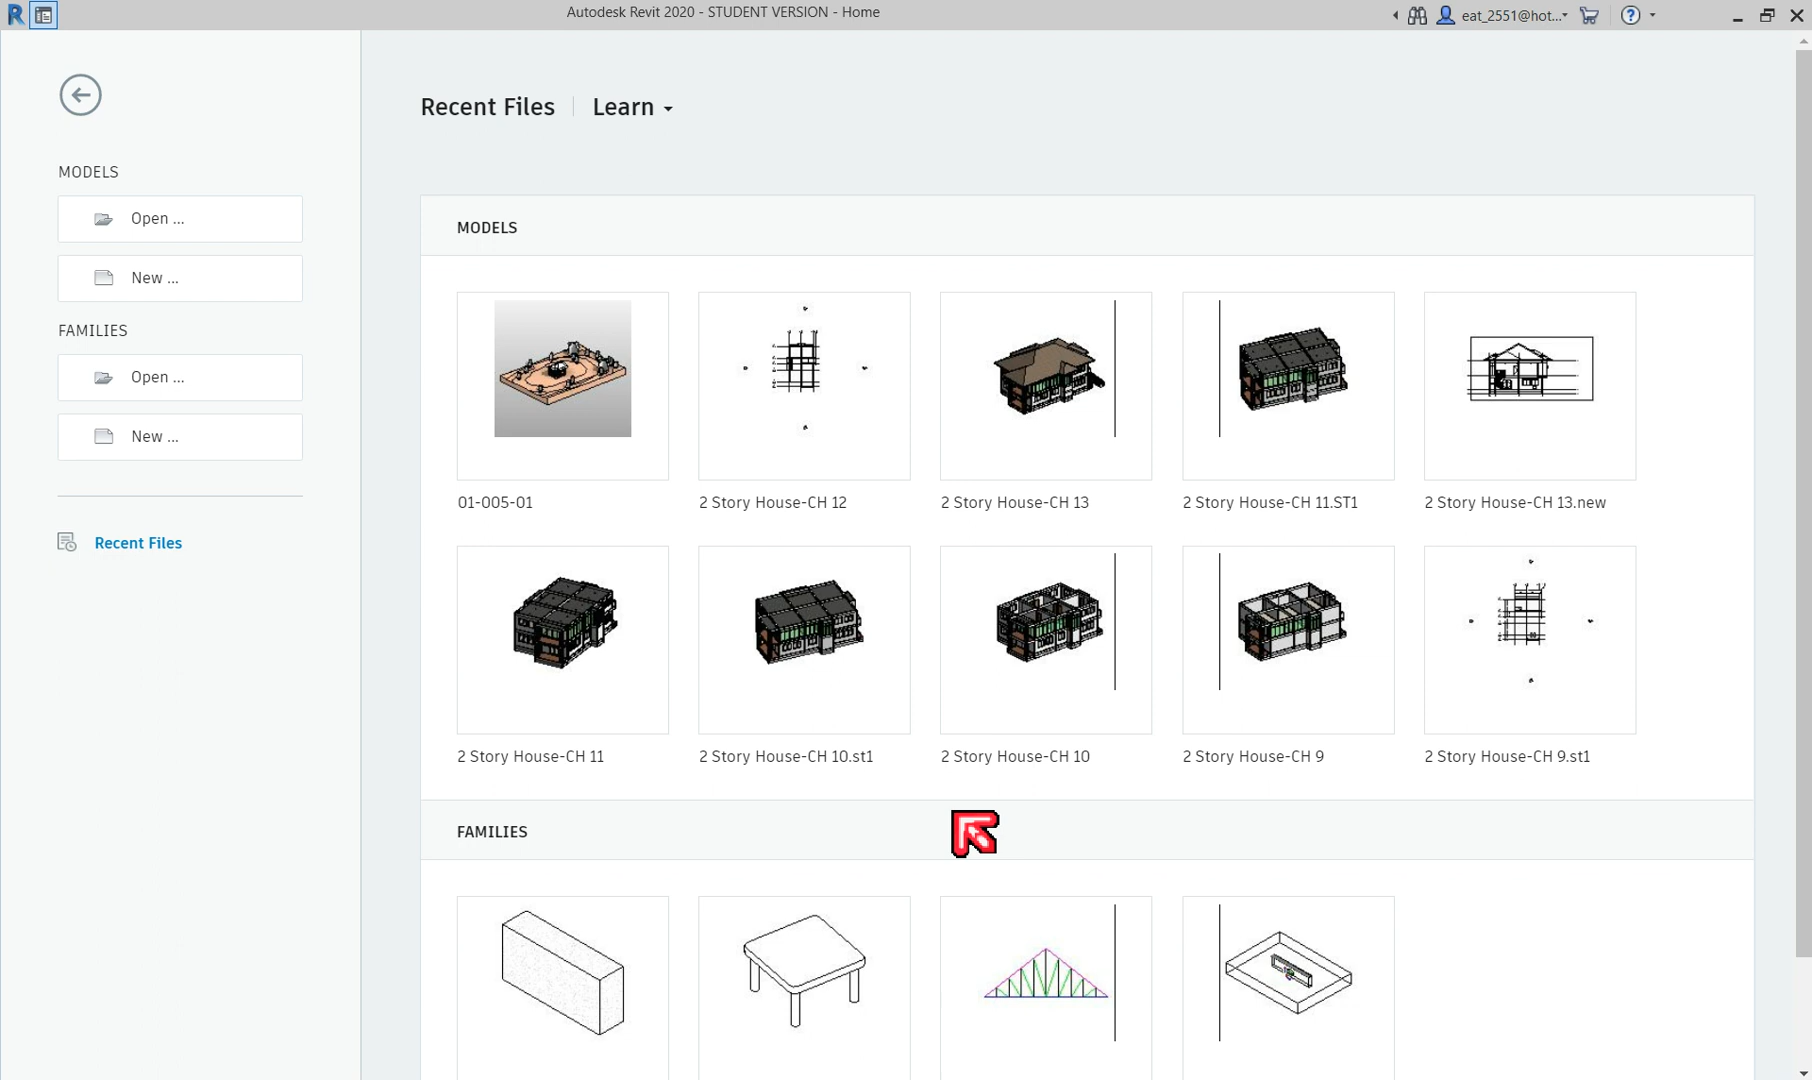 Autodesk Revit 2020 - STUDENT VERSION - Home
eat_2551@hot...
Recent Files
Learn
MODELS
Open ...
New ...
FAMILIES
Open ...
New ...
Recent Files
MODELS
01-005-01
2 Story House-CH 12
2 Story House-CH 13
2 Story House-CH 11.ST1
2 Story House-CH 13.new
2 Story House-CH 11
2 Story House-CH 10.st1
2 Story House-CH 10
2 Story House-CH 9
2 Story House-CH 9.st1
FAMILIES